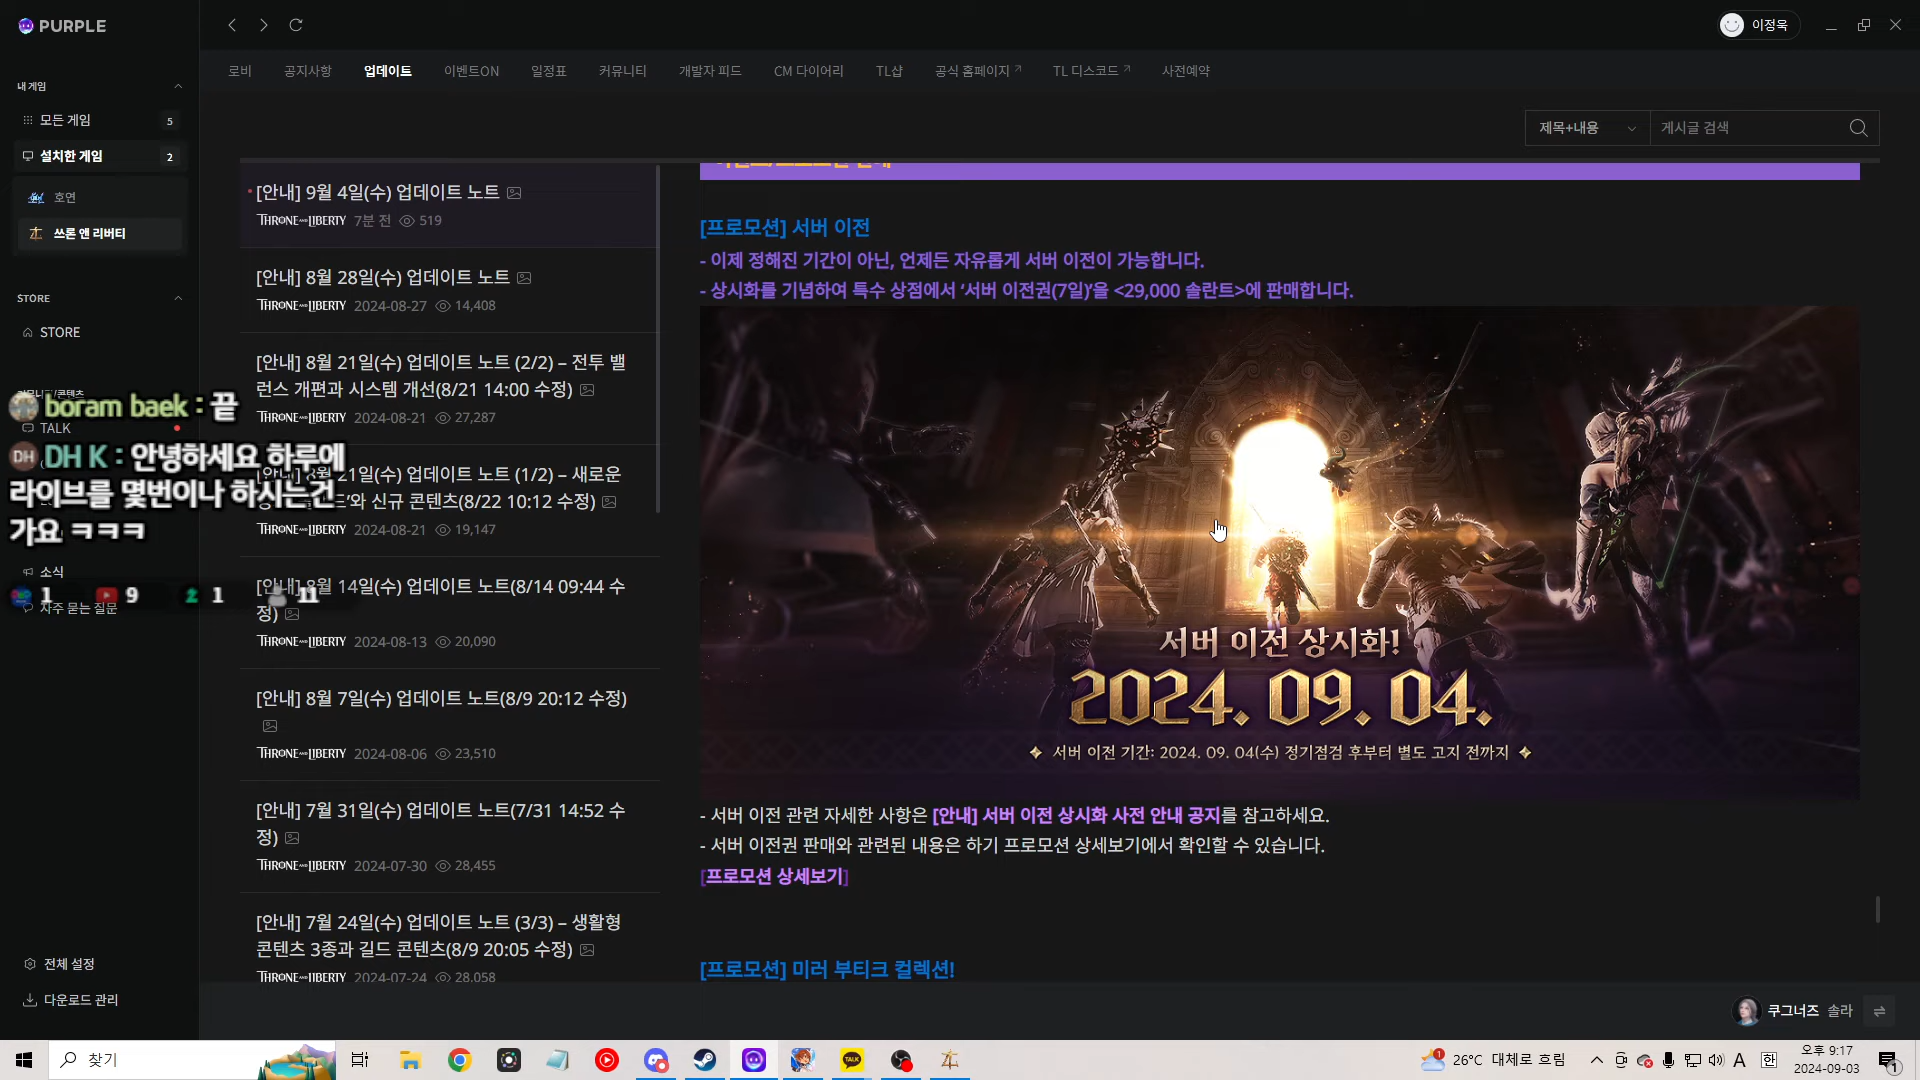 PURPLE
이정욱
로비
공지사항
업데이트
이벤트ON
일정표
커뮤니티
개발자 피드
CM 다이어리
TL샵
공식 홈페이지
TL 디스코드
사전예약
내 게임
모든 게임 5
설치한 게임 2
호연
쓰론 앤 리버티
STORE
STORE
TALK
소식
자주 묻는 질문
전체 설정
다운로드 관리
boram baek : 끝
DH DH K : 안녕하세요 하루에
라이브를 몇번이나 하시는건
가요 ㅋㅋㅋ
1 9 1 11
제목+내용
게시글 검색
[안내] 9월 4일(수) 업데이트 노트
THRONE AND LIBERTY 7분 전 519
[안내] 8월 28일(수) 업데이트 노트
THRONE AND LIBERTY 2024-08-27 14,408
[안내] 8월 21일(수) 업데이트 노트 (2/2) – 전투 밸
런스 개편과 시스템 개선(8/21 14:00 수정)
THRONE AND LIBERTY 2024-08-21 27,287
[안내] 8월 21일(수) 업데이트 노트 (1/2) – 새로운
와 신규 콘텐츠(8/22 10:12 수정)
THRONE AND LIBERTY 2024-08-21 19,147
[안내] 8월 14일(수) 업데이트 노트(8/14 09:44 수
정)
THRONE AND LIBERTY 2024-08-13 20,090
[안내] 8월 7일(수) 업데이트 노트(8/9 20:12 수정)
THRONE AND LIBERTY 2024-08-06 23,510
[안내] 7월 31일(수) 업데이트 노트(7/31 14:52 수
정)
THRONE AND LIBERTY 2024-07-30 28,455
[안내] 7월 24일(수) 업데이트 노트 (3/3) – 생활형
콘텐츠 3종과 길드 콘텐츠(8/9 20:05 수정)
THRONE AND LIBERTY 2024-07-24 28,058
[프로모션] 서버 이전
- 이제 정해진 기간이 아닌, 언제든 자유롭게 서버 이전이 가능합니다.
- 상시화를 기념하여 특수 상점에서 ‘서버 이전권(7일)’을 <29,000 솔란트>에 판매합니다.
서버 이전 상시화!
2024. 09. 04.
서버 이전 기간: 2024. 09. 04(수) 정기점검 후부터 별도 고지 전까지
- 서버 이전 관련 자세한 사항은 [안내] 서버 이전 상시화 사전 안내 공지를 참고하세요.
- 서버 이전권 판매와 관련된 내용은 하기 프로모션 상세보기에서 확인할 수 있습니다.
[프로모션 상세보기]
[프로모션] 미러 부티크 컬렉션!
쿠그너즈 솔라
찾기
TALK
1
26°C 대체로 흐림
A
한
오후 9:17
2024-09-03
1